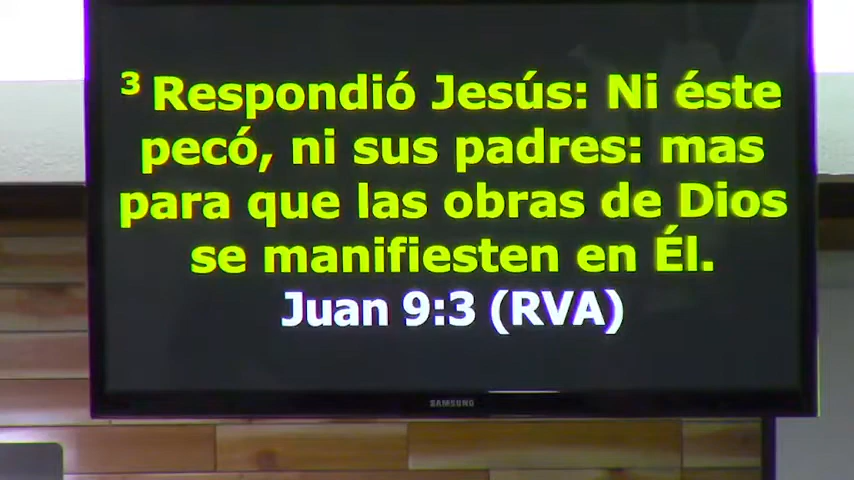 3 Respondió Jesús: Ni éste
pecó, ni sus padres: mas
para que las obras de Dios
se manifiesten en Él.
Juan 9:3 (RVA)
SAMSUNG